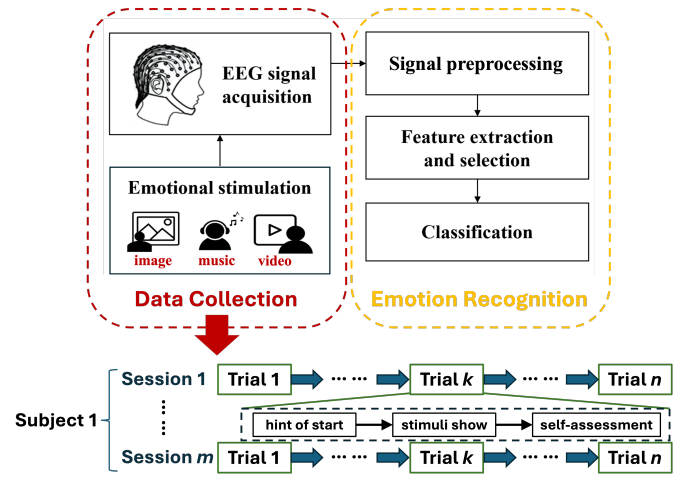 EEG signal
acquisition
Emotional stimulation
image music video
Data Collection
Signal preprocessing
Feature extraction
and selection
Classification
Emotion Recognition
Subject 1
Session 1
Trial 1 ... ... Trial k ... ... Trial n
hint of start stimuli show self-assessment
Session m
Trial 1 ... ... Trial k ... ... Trial n